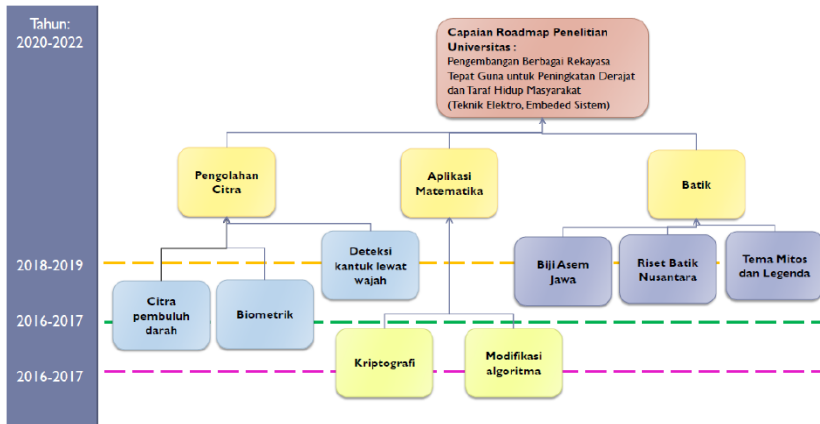 Tahun:
2020-2022
Capaian Roadmap Penelitian
Universitas :
Pengembangan Berbagai Rekayasa
Tepat Guna untuk Peningkatan Derajat
dan Taraf Hidup Masyarakat
(Teknik Elektro, Embeded Sistem)
Pengolahan
Citra
Aplikasi
Matematika
Batik
Deteksi
kantuk lewat
wajah
Biji Asem
Jawa
Riset Batik
Nusantara
Tema Mitos
dan Legenda
2018-2019
Citra
pembuluh
darah
Biometrik
2016-2017
Kriptografi
Modifikasi
algoritma
2016-2017